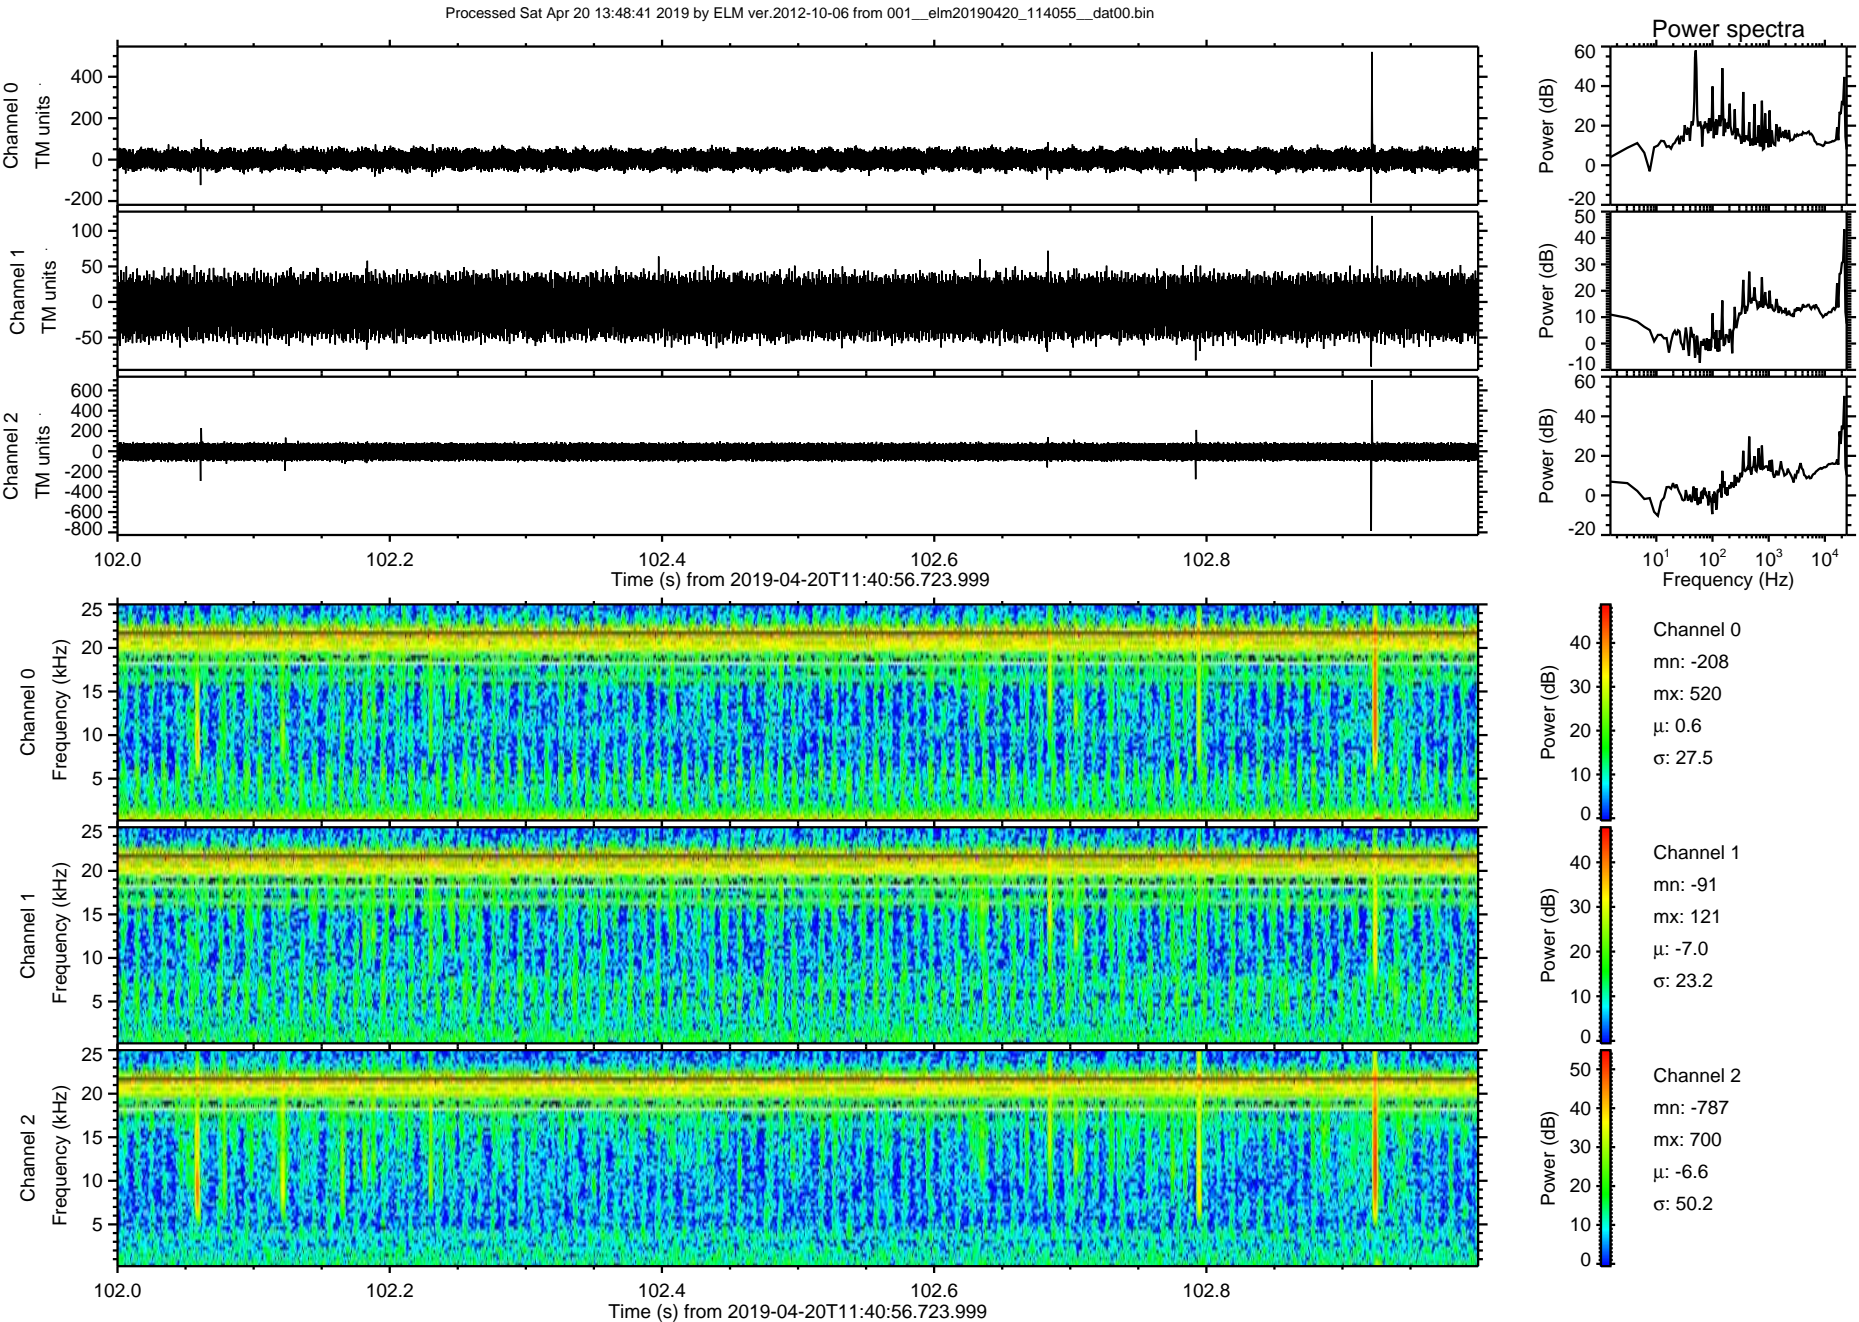 Processed Sat Apr 20 13:48:41 2019 by ELM ver.2012-10-06 from 001__elm20190420_114055__dat00.bin
Power spectra
Channel 0
TM units
400
200
0
-200
Power (dB)
60
40
20
0
-20
Channel 1
TM units
100
50
0
-50
Power (dB)
50
40
30
20
10
0
-10
Channel 2
TM units
600
400
200
0
-200
-400
-600
-800
Power (dB)
60
40
20
0
-20
102.0 102.2 102.4 102.6 102.8
Time (s) from 2019-04-20T11:40:56.723.999
10¹ 10² 10³ 10⁴
Frequency (Hz)
Channel 0
Frequency (kHz)
25
20
15
10
5
Power (dB)
40
30
20
10
0
Channel 0
mn: -208
mx: 520
μ: 0.6
σ: 27.5
Channel 1
Frequency (kHz)
25
20
15
10
5
Power (dB)
40
30
20
10
0
Channel 1
mn: -91
mx: 121
μ: -7.0
σ: 23.2
Channel 2
Frequency (kHz)
25
20
15
10
5
Power (dB)
50
40
30
20
10
0
Channel 2
mn: -787
mx: 700
μ: -6.6
σ: 50.2
102.0 102.2 102.4 102.6 102.8
Time (s) from 2019-04-20T11:40:56.723.999